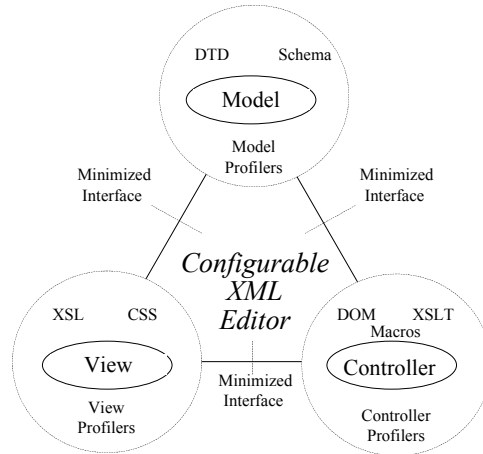 DTD Schema
Model
Model
Profilers
Minimized
Interface
Minimized
Interface
Configurable
XML
Editor
XSL CSS
View
View
Profilers
DOM XSLT
Macros
Controller
Controller
Profilers
Minimized
Interface